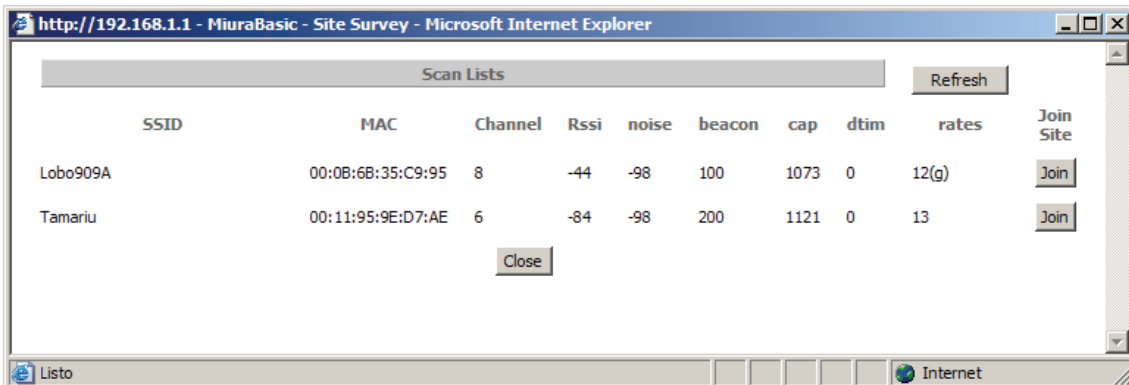 http://192.168.1.1 - MiuraBasic - Site Survey - Microsoft Internet Explorer
Scan Lists
Refresh
SSID MAC Channel Rssi noise beacon cap dtim rates Join Site
Lobo909A 00:0B:6B:35:C9:95 8 -44 -98 100 1073 0 12(g) Join
Tamariu 00:11:95:9E:D7:AE 6 -84 -98 200 1121 0 13 Join
Close
Listo Internet